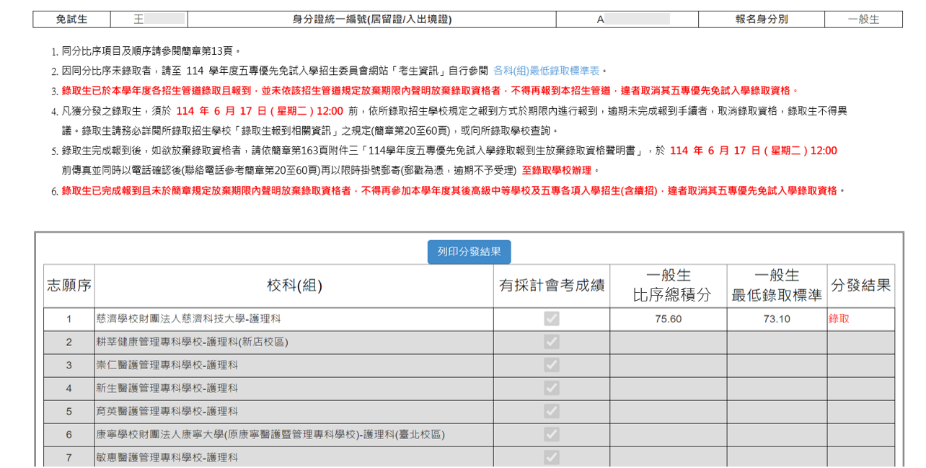 免試生 王 身分證統一編號(居留證/入出境證) A 報名身分別 一般生
1. 同分比序項目及順序請參閱簡章第13頁。
2. 因同分比序未錄取者，請至 114 學年度五專優先免試入學招生委員會網站「考生資訊」自行參閱 各科(組)最低錄取標準表。
3. 錄取生已於本學年度各招生管道錄取且報到，並未依該招生管道規定放棄期限內聲明放棄錄取資格者，不得再報到本招生管道，違者取消其五專優先免試入學錄取資格。
4. 凡獲分發之錄取生，須於 114 年 6 月 17 日 ( 星期二 ) 12:00 前，依所錄取招生學校規定之報到方式於期限內進行報到，逾期未完成報到手續者，取消錄取資格，錄取生不得異
議。錄取生請務必詳閱所錄取招生學校「錄取生報到相關資訊」之規定(簡章第20至60頁)，或向所錄取學校查詢。
5. 錄取生完成報到後，如欲放棄錄取資格者，請依簡章第163頁附件三「114學年度五專優先免試入學錄取報到生放棄錄取資格聲明書」，於 114 年 6 月 17 日 ( 星期二 ) 12:00
前傳真並同時以電話確認後(聯絡電話參考簡章第20至60頁)再以限時掛號郵寄(郵戳為憑，逾期不予受理) 至錄取學校辦理。
6. 錄取生已完成報到且未於簡章規定放棄期限內聲明放棄錄取資格者，不得再參加本學年度其後高級中等學校及五專各項入學招生(含續招)，違者取消其五專優先免試入學錄取資格。
列印分發結果
志願序 校科(組) 有採計會考成績 一般生 比序總積分 一般生 最低錄取標準 分發結果
1 慈濟學校財團法人慈濟科技大學-護理科 75.60 73.10 錄取
2 耕莘健康管理專科學校-護理科(新店校區)
3 崇仁醫護管理專科學校-護理科
4 新生醫護管理專科學校-護理科
5 育英醫護管理專科學校-護理科
6 康寧學校財團法人康寧大學(原康寧醫護暨管理專科學校)-護理科(臺北校區)
7 敏惠醫護管理專科學校-護理科